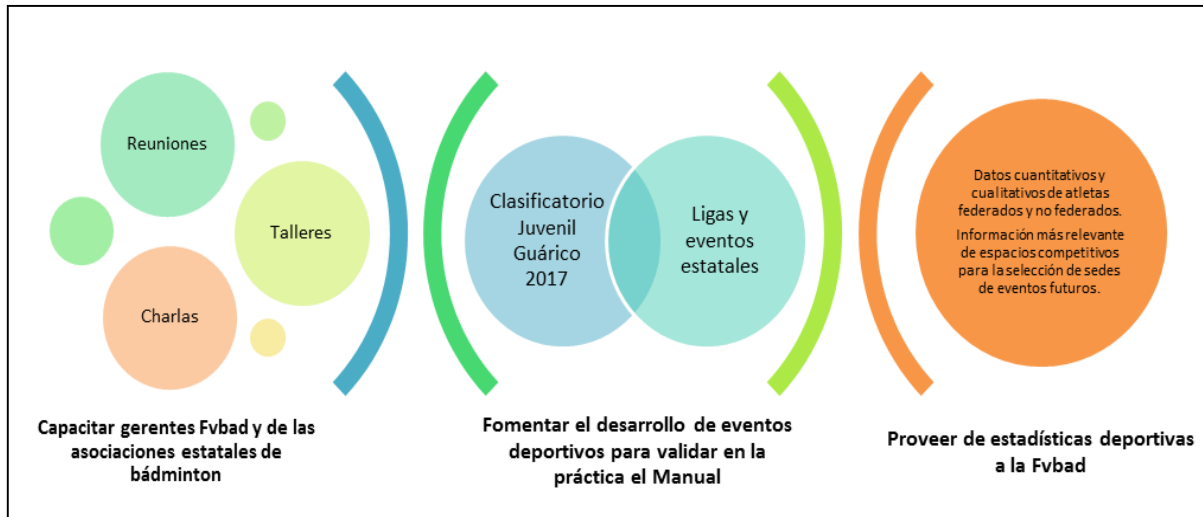 Reuniones
Talleres
Charlas
Capacitar gerentes Fvbad y de las
asociaciones estatales de
bádminton
Clasificatorio
Juvenil
Guárico
2017
Ligas y
eventos
estatales
Fomentar el desarrollo de eventos
deportivos para validar en la
práctica el Manual
Datos cuantitativos y
cualitativos de atletas
federados y no federados.
Información más relevante
de espacios competitivos
para la selección de sedes
de eventos futuros.
Proveer de estadísticas deportivas
a la Fvbad